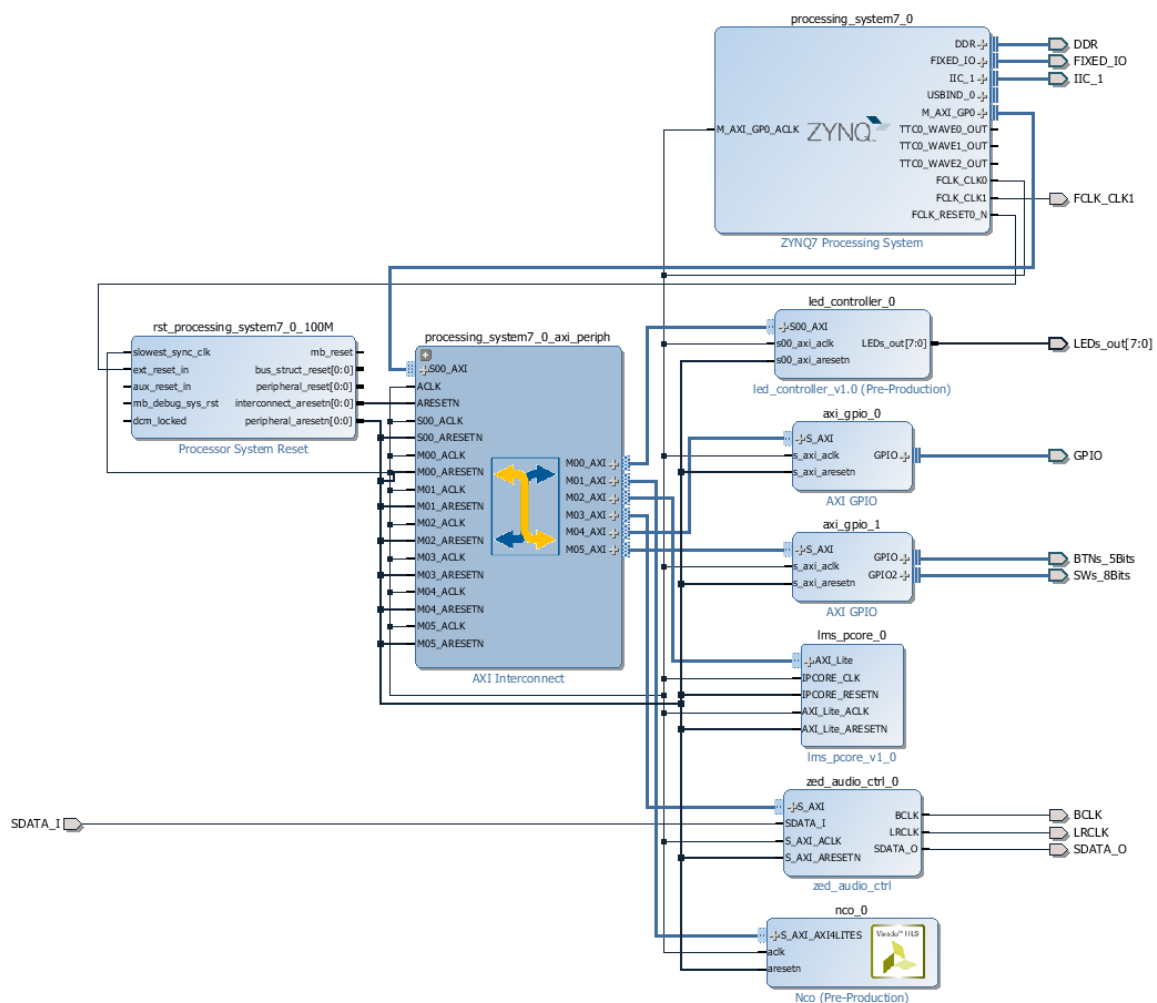 processing_system7_0
DDR
FIXED_IO
IIC_1
USBIND_0
M_AXI_GP0
TTC0_WAVE0_OUT
TTC0_WAVE1_OUT
TTC0_WAVE2_OUT
FCLK_CLK0
FCLK_CLK1
FCLK_RESET0_N
M_AXI_GP0_ACLK
ZYNQ
ZYNQ7 Processing System
DDR
FIXED_IO
IIC_1
FCLK_CLK1
rst_processing_system7_0_100M
slowest_sync_clk
ext_reset_in
aux_reset_in
mb_debug_sys_rst
dcm_locked
mb_reset
bus_struct_reset[0:0]
peripheral_reset[0:0]
interconnect_aresetn[0:0]
peripheral_aresetn[0:0]
Processor System Reset
processing_system7_0_axi_periph
S00_AXI
ACLK
ARESETN
S00_ACLK
S00_ARESETN
M00_ACLK
M00_ARESETN
M01_ACLK
M01_ARESETN
M02_ACLK
M02_ARESETN
M03_ACLK
M03_ARESETN
M04_ACLK
M04_ARESETN
M05_ACLK
M05_ARESETN
M00_AXI
M01_AXI
M02_AXI
M03_AXI
M04_AXI
M05_AXI
AXI Interconnect
led_controller_0
S00_AXI
s00_axi_aclk
s00_axi_aresetn
LEDs_out[7:0]
led_controller_v1.0 (Pre-Production)
LEDs_out[7:0]
axi_gpio_0
S_AXI
s_axi_aclk
s_axi_aresetn
GPIO
AXI GPIO
GPIO
axi_gpio_1
S_AXI
s_axi_aclk
s_axi_aresetn
GPIO
GPIO2
AXI GPIO
BTNs_5Bits
SWs_8Bits
lms_pcore_0
AXI_Lite
IPCORE_CLK
IPCORE_RESETN
AXI_Lite_ACLK
AXI_Lite_ARESETN
lms_pcore_v1_0
zed_audio_ctrl_0
S_AXI
SDATA_I
S_AXI_ACLK
S_AXI_ARESETN
BCLK
LRCLK
SDATA_O
zed_audio_ctrl
SDATA_I
BCLK
LRCLK
SDATA_O
nco_0
S_AXI_AXI4LITES
aclk
aresetn
Vivado™ HLS
Nco (Pre-Production)